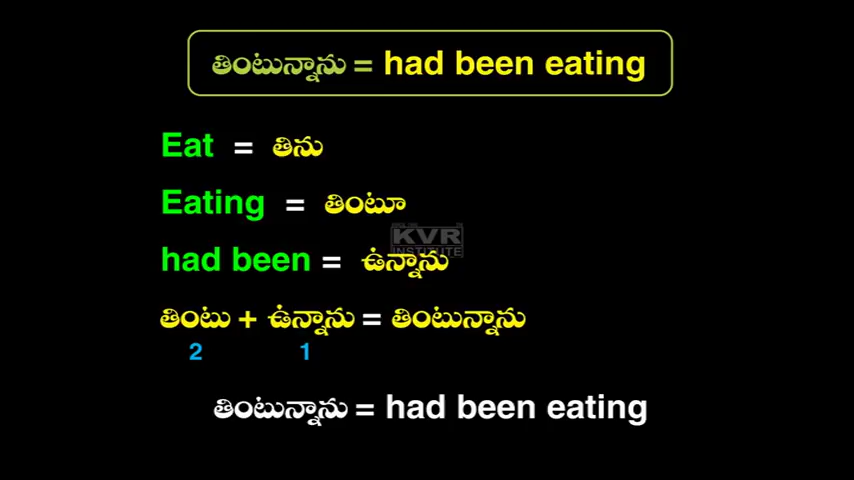 తింటున్నాను = had been eating
Eat = తిను
Eating = తింటూ
KVR
INSTITUTE
had been = ఉన్నాను
తింటు + ఉన్నాను = తింటున్నాను
2 1
తింటున్నాను = had been eating